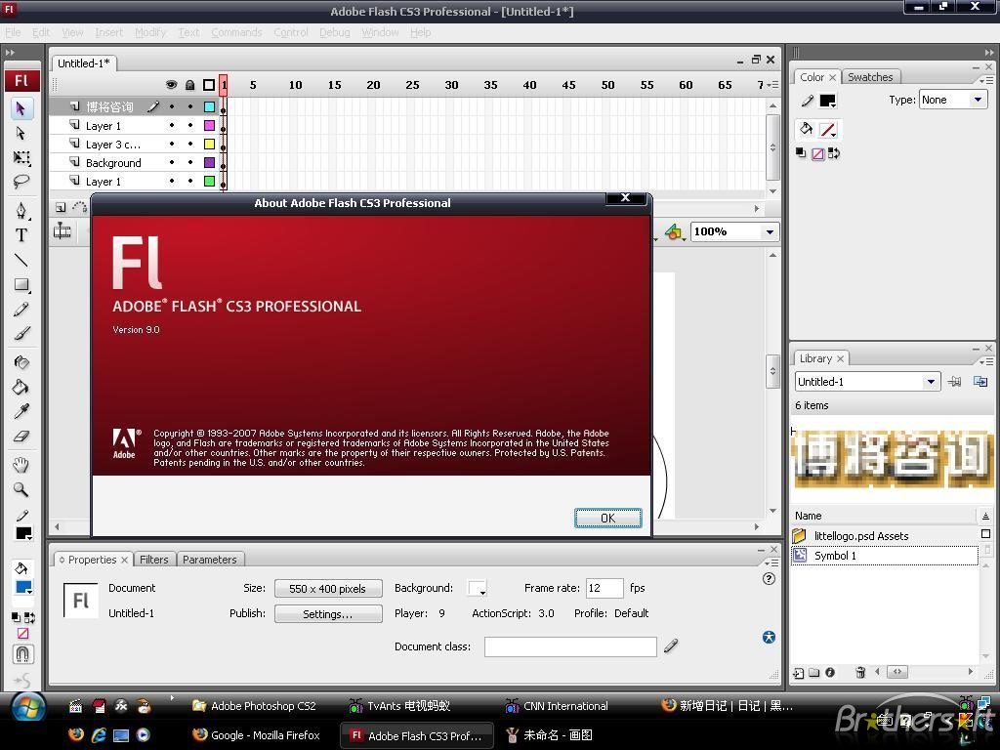 Adobe Flash CS3 Professional - [Untitled-1*]
File Edit View Insert Modify Text Commands Control Debug Window Help
Untitled-1*
1 5 10 15 20 25 30 35 40 45 50 55 60 65 7
博将咨询
Layer 1
Layer 3 c...
Background
Layer 1
100%
Fl
About Adobe Flash CS3 Professional
Fl
ADOBE® FLASH® CS3 PROFESSIONAL
Version 9.0
Adobe
Copyright © 1993-2007 Adobe Systems Incorporated and its licensors. All Rights Reserved. Adobe, the Adobe
logo, and Flash are trademarks or registered trademarks of Adobe Systems Incorporated in the United States
and/or other countries. Other marks are the property of their respective owners. Protected by U.S. Patents.
Patents pending in the U.S. and/or other countries.
OK
Color Swatches
Type: None
Library
Untitled-1
6 items
博将咨询
Name
littellogo.psd Assets
Symbol 1
Properties Filters Parameters
Fl
Document Size: 550 x 400 pixels Background: Frame rate: 12 fps
Untitled-1 Publish: Settings... Player: 9 ActionScript: 3.0 Profile: Default
Document class:
Adobe Photoshop CS2 TvAnts 电视蚂蚁 CNN International 新增日记 | 日记 | 黑...
Google - Mozilla Firefox Adobe Flash CS3 Prof... 未命名 - 画图
Brothersoft